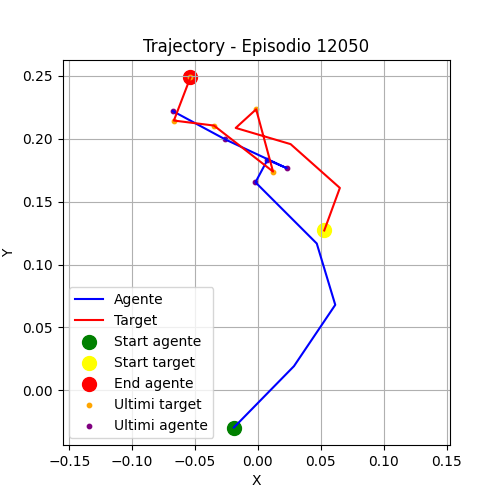 Trajectory - Episodio 12050
0.25
0.20
0.15
0.10
0.05
0.00
Y
Agente
Target
Start agente
Start target
End agente
Ultimi target
Ultimi agente
−0.15 −0.10 −0.05 0.00 0.05 0.10 0.15
X